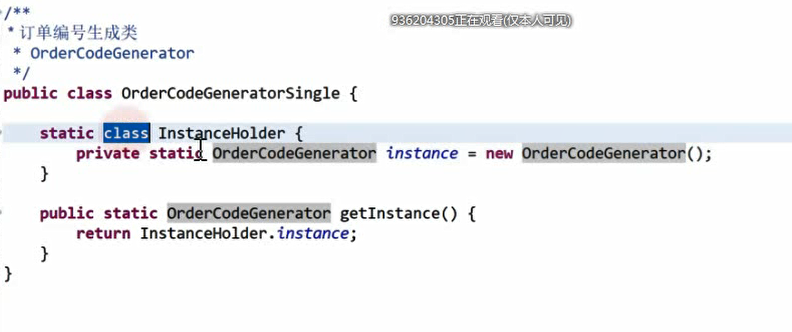 /**
936204305正在观看(仅本人可见)
* 订单编号生成类
* OrderCodeGenerator
*/
public class OrderCodeGeneratorSingle {
static class InstanceHolder {
private static OrderCodeGenerator instance = new OrderCodeGenerator();
}
public static OrderCodeGenerator getInstance() {
return InstanceHolder.instance;
}
}